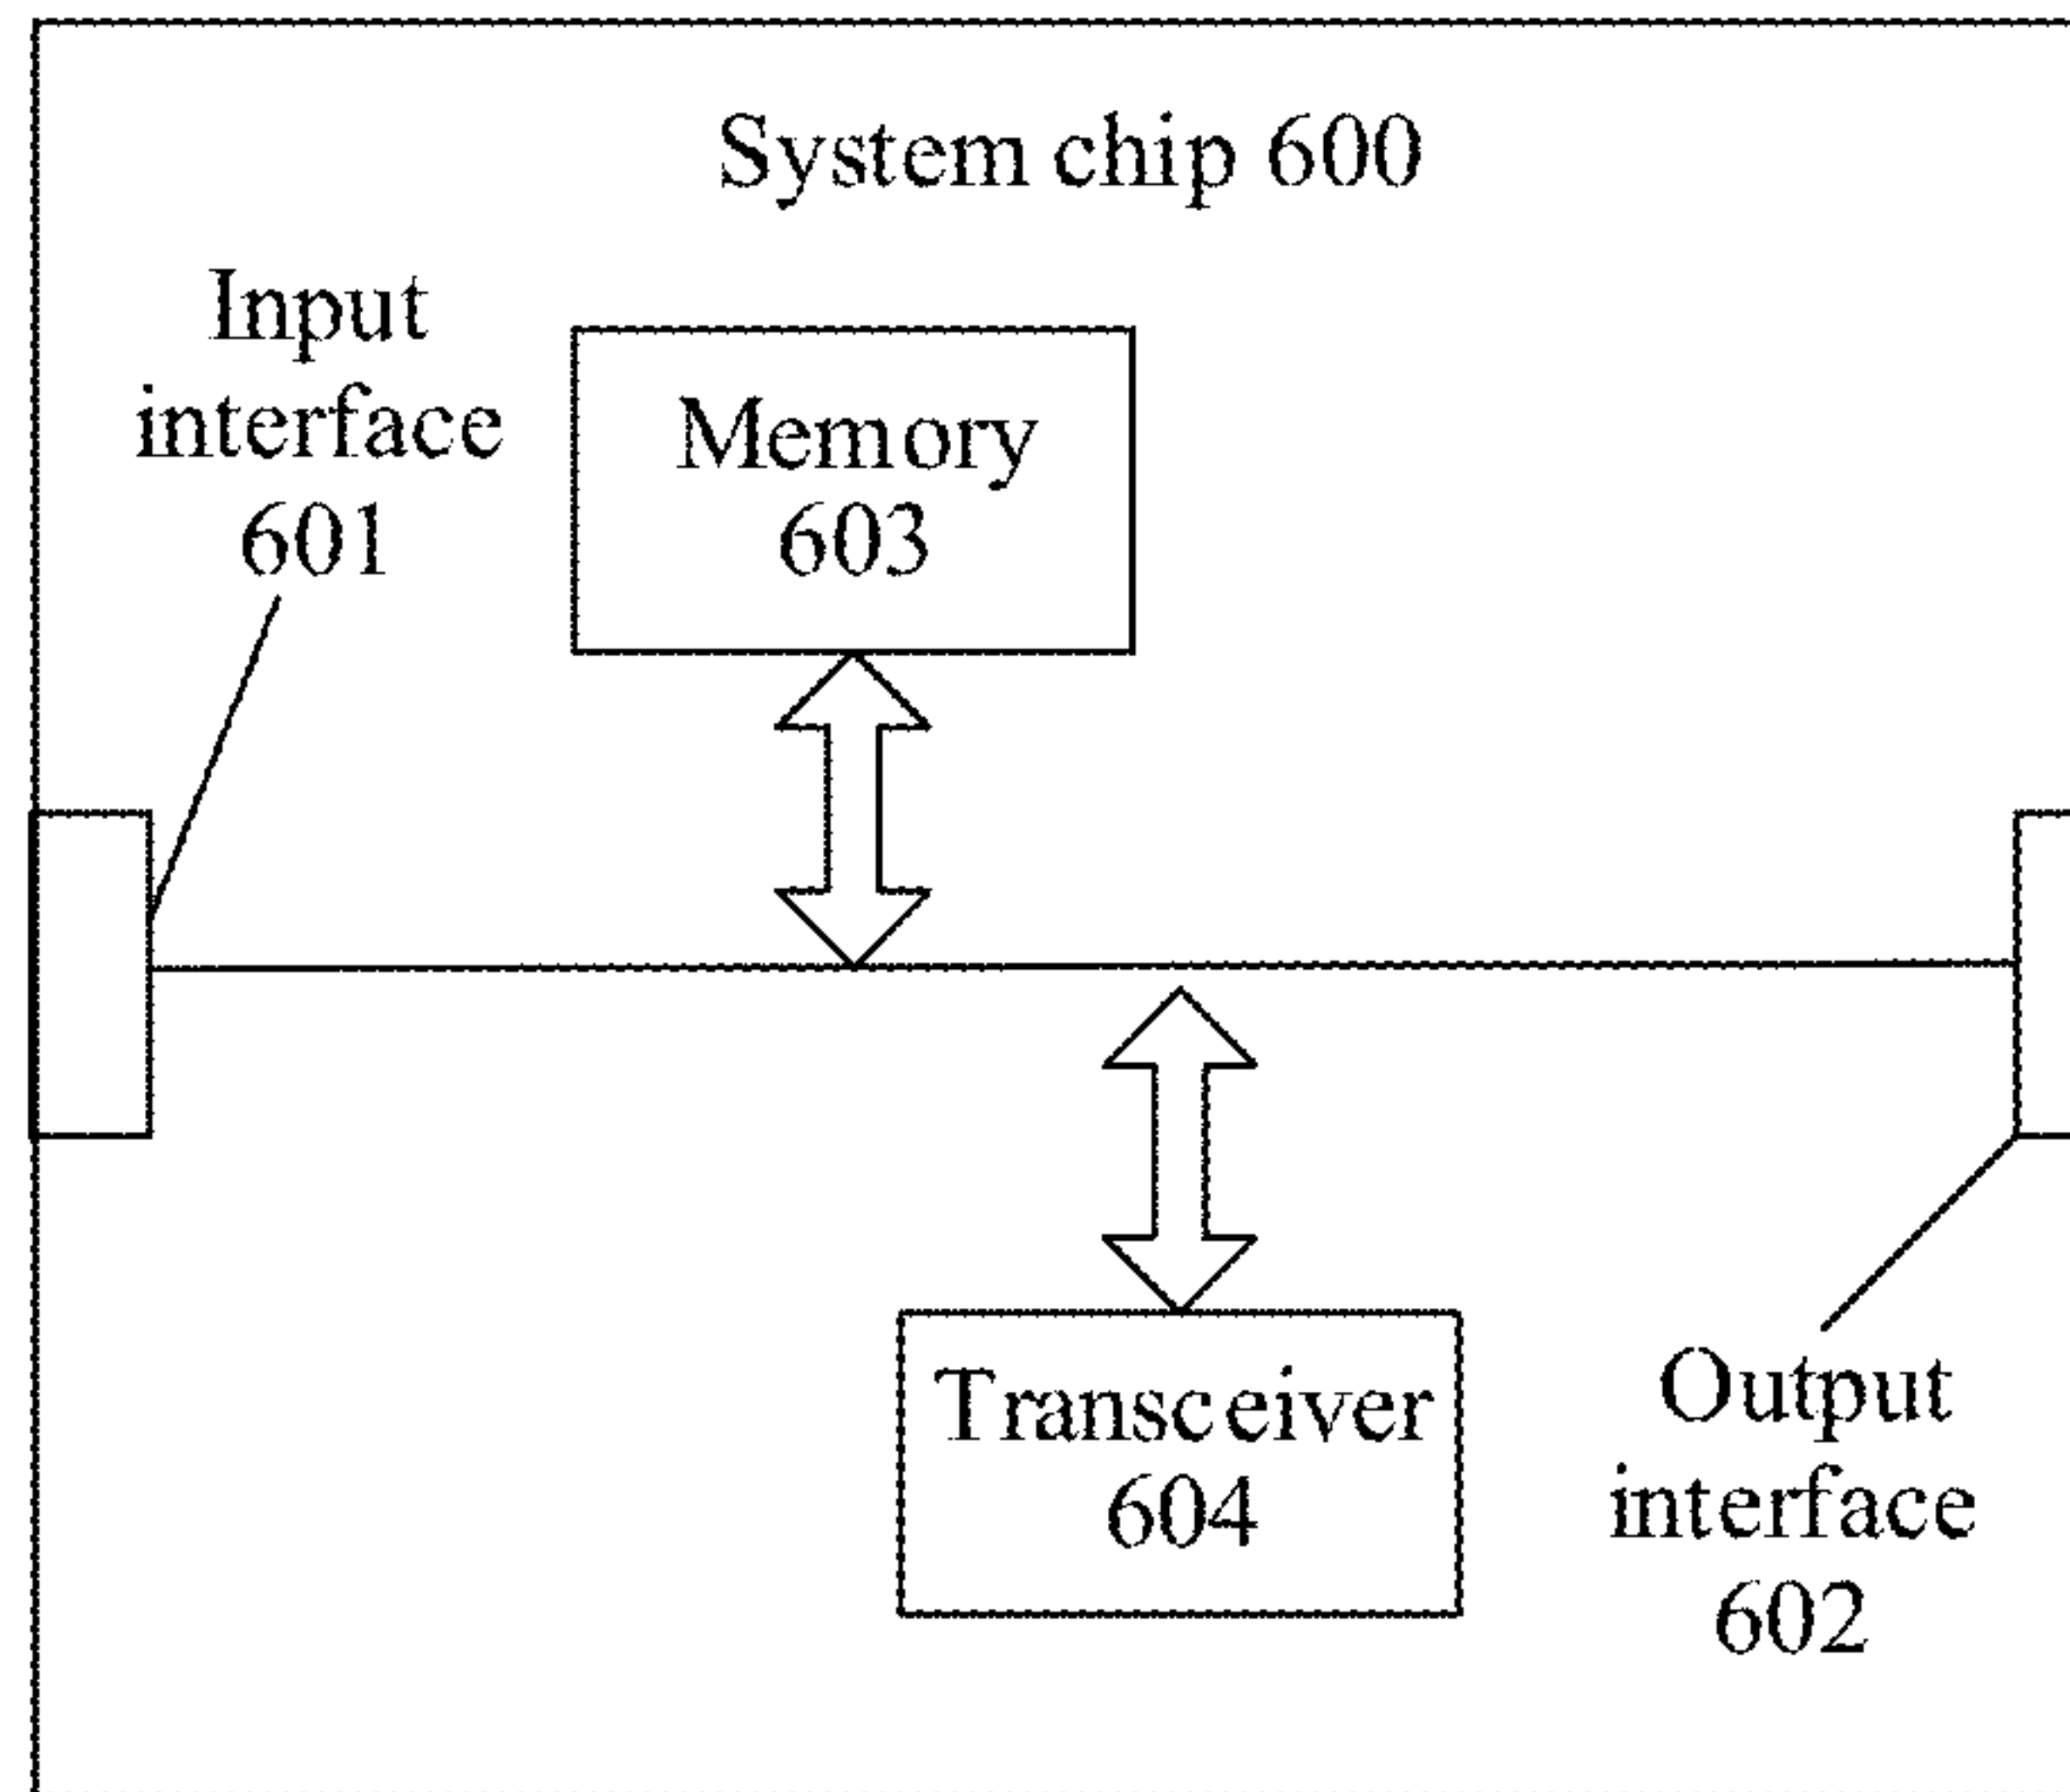 System chip 600
Input
interface
601
Memory
603
Transceiver
604
Output
interface
602